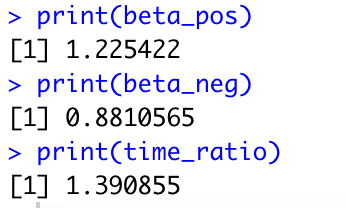 > print(beta_pos)
[1] 1.225422
> print(beta_neg)
[1] 0.8810565
> print(time_ratio)
[1] 1.390855